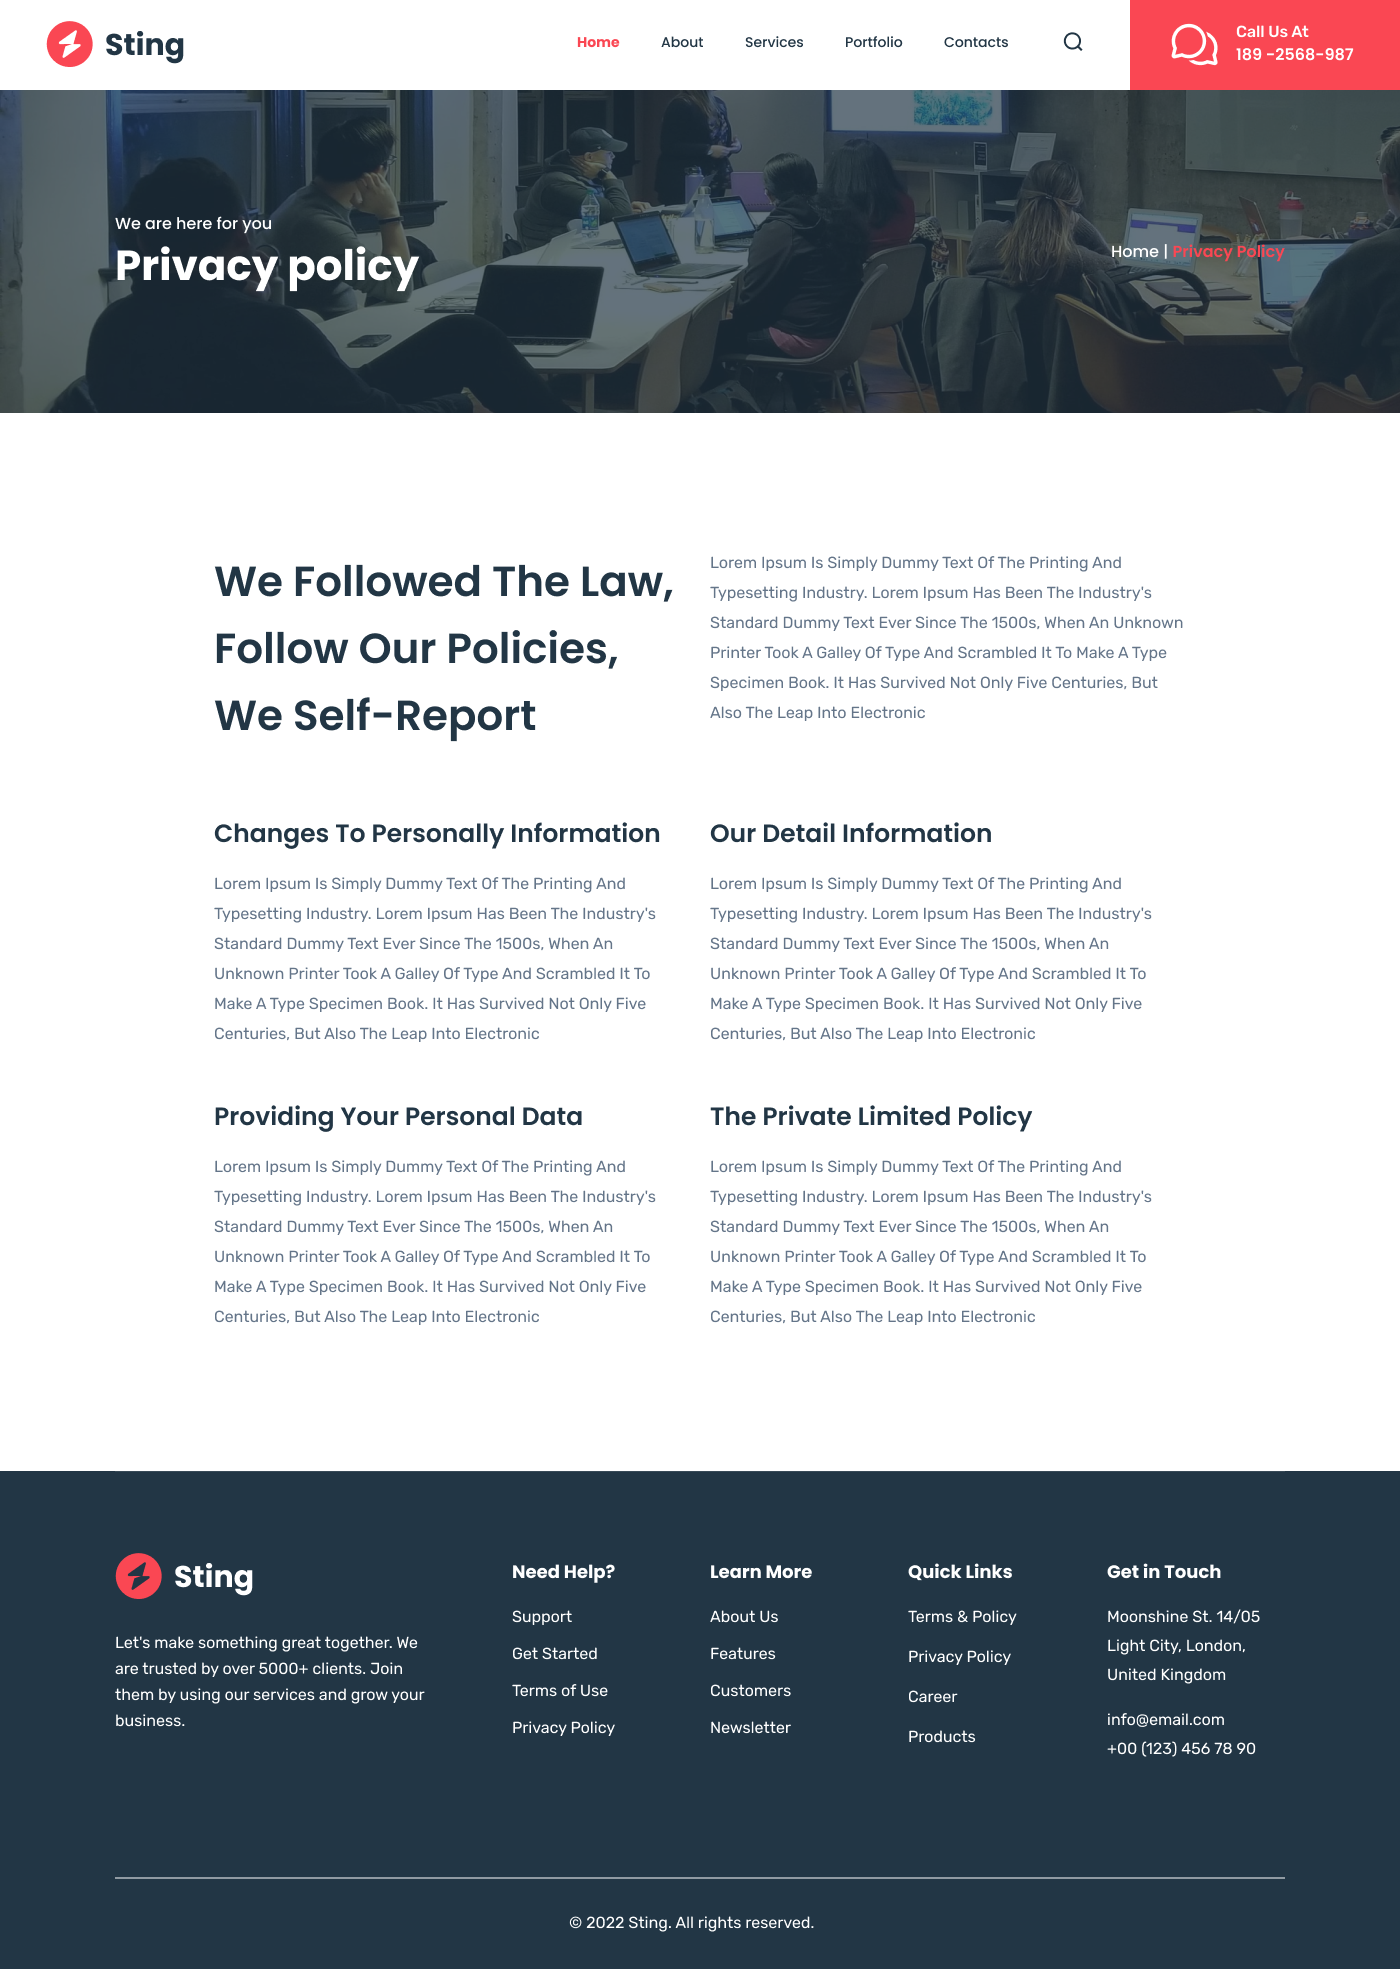 Sting
Home About Services Portfolio Contacts
Call Us At
189 -2568-987
We are here for you
Privacy policy
Home | Privacy Policy
We Followed The Law,
Follow Our Policies,
We Self-Report
Lorem Ipsum Is Simply Dummy Text Of The Printing And
Typesetting Industry. Lorem Ipsum Has Been The Industry's
Standard Dummy Text Ever Since The 1500s, When An Unknown
Printer Took A Galley Of Type And Scrambled It To Make A Type
Specimen Book. It Has Survived Not Only Five Centuries, But
Also The Leap Into Electronic
Changes To Personally Information
Lorem Ipsum Is Simply Dummy Text Of The Printing And
Typesetting Industry. Lorem Ipsum Has Been The Industry's
Standard Dummy Text Ever Since The 1500s, When An
Unknown Printer Took A Galley Of Type And Scrambled It To
Make A Type Specimen Book. It Has Survived Not Only Five
Centuries, But Also The Leap Into Electronic
Our Detail Information
Lorem Ipsum Is Simply Dummy Text Of The Printing And
Typesetting Industry. Lorem Ipsum Has Been The Industry's
Standard Dummy Text Ever Since The 1500s, When An
Unknown Printer Took A Galley Of Type And Scrambled It To
Make A Type Specimen Book. It Has Survived Not Only Five
Centuries, But Also The Leap Into Electronic
Providing Your Personal Data
Lorem Ipsum Is Simply Dummy Text Of The Printing And
Typesetting Industry. Lorem Ipsum Has Been The Industry's
Standard Dummy Text Ever Since The 1500s, When An
Unknown Printer Took A Galley Of Type And Scrambled It To
Make A Type Specimen Book. It Has Survived Not Only Five
Centuries, But Also The Leap Into Electronic
The Private Limited Policy
Lorem Ipsum Is Simply Dummy Text Of The Printing And
Typesetting Industry. Lorem Ipsum Has Been The Industry's
Standard Dummy Text Ever Since The 1500s, When An
Unknown Printer Took A Galley Of Type And Scrambled It To
Make A Type Specimen Book. It Has Survived Not Only Five
Centuries, But Also The Leap Into Electronic
Sting
Let's make something great together. We
are trusted by over 5000+ clients. Join
them by using our services and grow your
business.
Need Help?
Support
Get Started
Terms of Use
Privacy Policy
Learn More
About Us
Features
Customers
Newsletter
Quick Links
Terms & Policy
Privacy Policy
Career
Products
Get in Touch
Moonshine St. 14/05
Light City, London,
United Kingdom
info@email.com
+00 (123) 456 78 90
© 2022 Sting. All rights reserved.